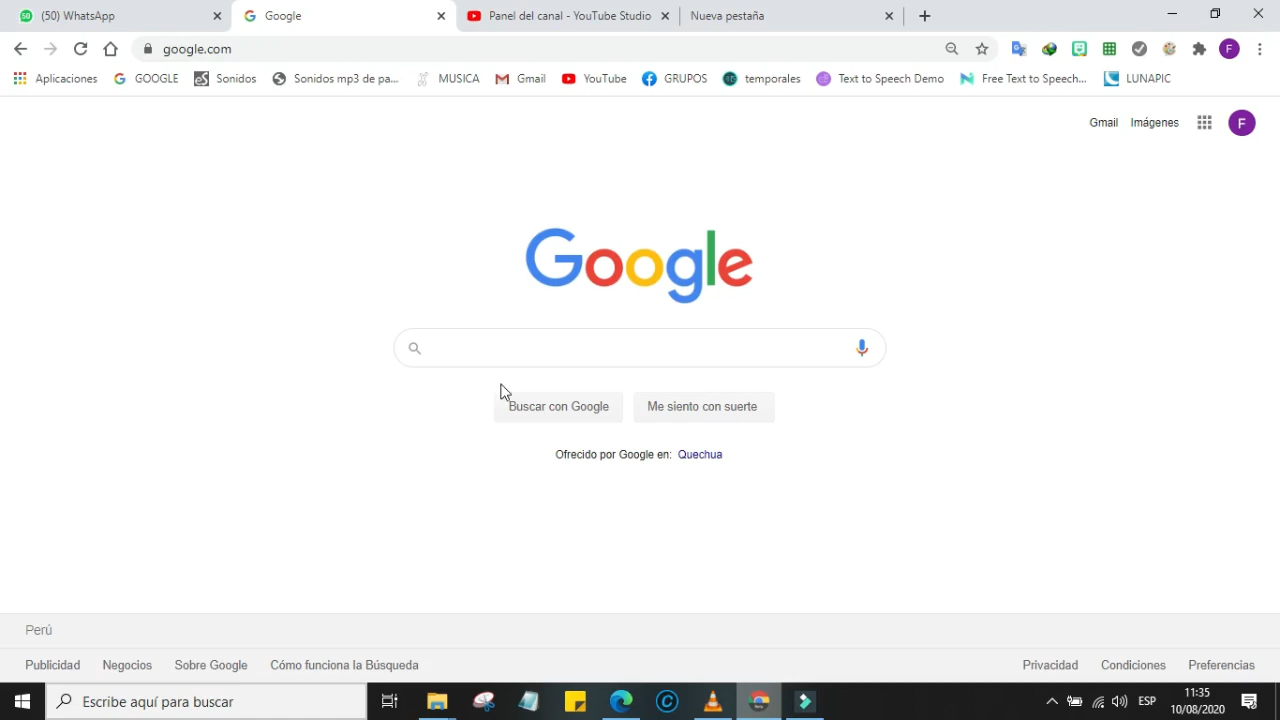 (50) WhatsApp
Google
Panel del canal - YouTube Studio
Nueva pestaña
google.com
F
Aplicaciones
GOOGLE
Sonidos
Sonidos mp3 de pa...
MUSICA
Gmail
YouTube
GRUPOS
temporales
Text to Speech Demo
Free Text to Speech...
LUNAPIC
Gmail
Imágenes
F
Google
Buscar con Google
Me siento con suerte
Ofrecido por Google en: Quechua
Perú
Publicidad
Negocios
Sobre Google
Cómo funciona la Búsqueda
Privacidad
Condiciones
Preferencias
Escribe aquí para buscar
ESP
11:35
10/08/2020